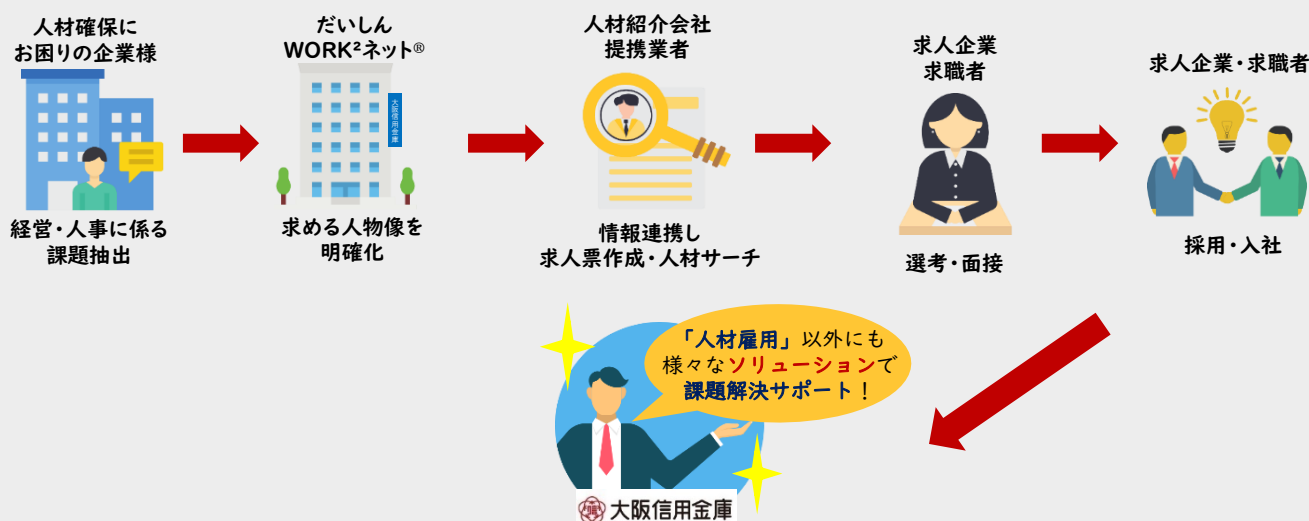 人材確保に
お困りの企業様
経営・人事に係る
課題抽出
だいしん
WORK²ネット®
大阪信用金庫
求める人物像を
明確化
人材紹介会社
提携業者
情報連携し
求人票作成・人材サーチ
求人企業
求職者
選考・面接
求人企業・求職者
採用・入社
「人材雇用」以外にも
様々なソリューションで
課題解決サポート！
大阪信用金庫